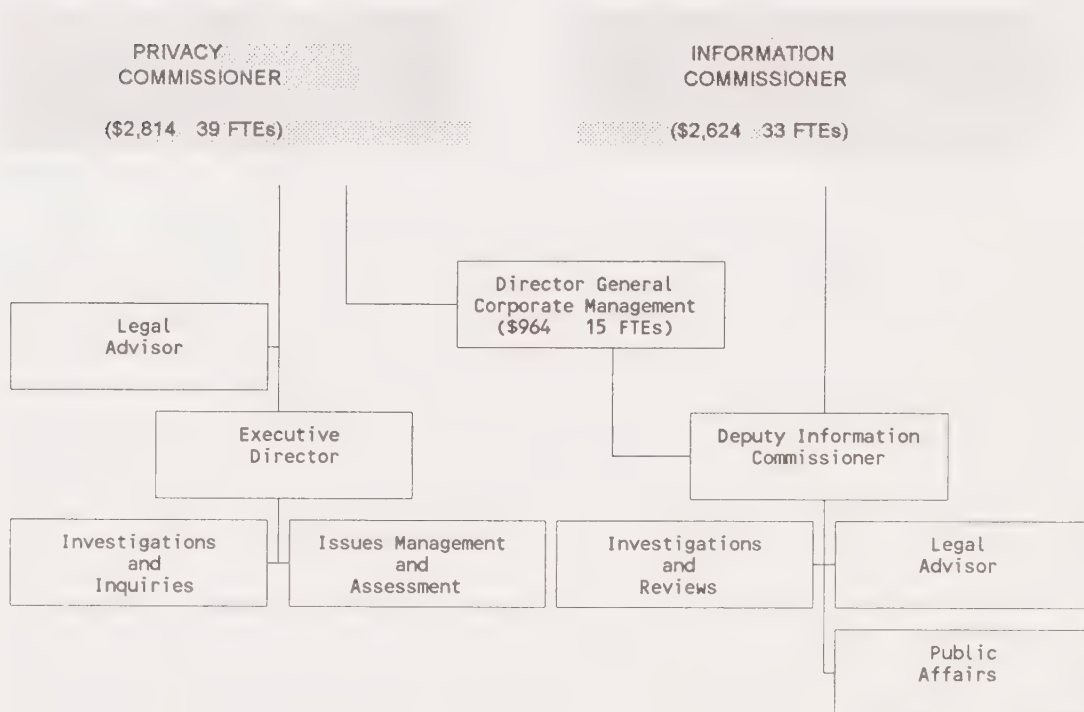 PRIVACY
COMMISSIONER
($2,814 39 FTEs)
INFORMATION
COMMISSIONER
($2,624 33 FTEs)
Director General
Corporate Management
($964 15 FTEs)
Legal
Advisor
Executive
Director
Deputy Information
Commissioner
Investigations
and
Inquiries
Issues Management
and
Assessment
Investigations
and
Reviews
Legal
Advisor
Public
Affairs